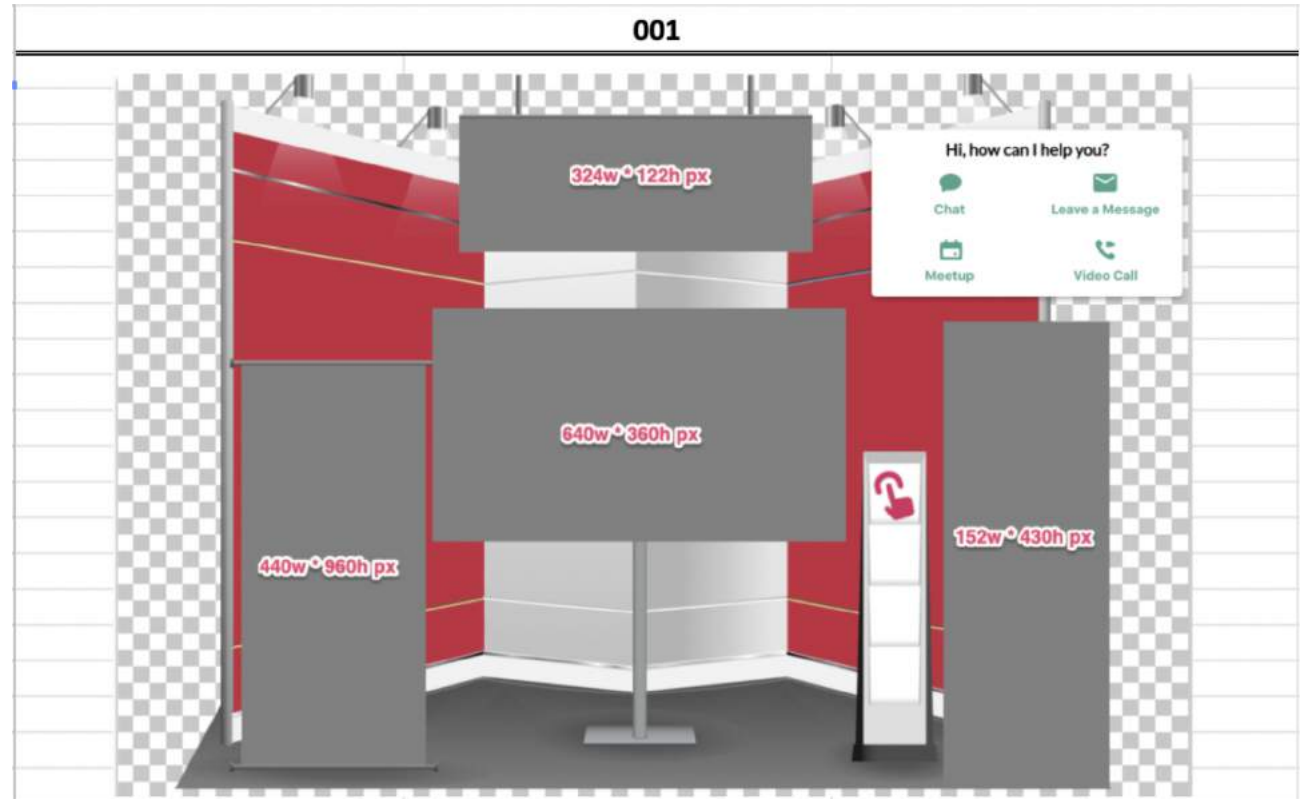 001
324w * 122h px
Hi, how can I help you?
Chat
Leave a Message
Meetup
Video Call
640w * 360h px
152w * 430h px
440w * 960h px